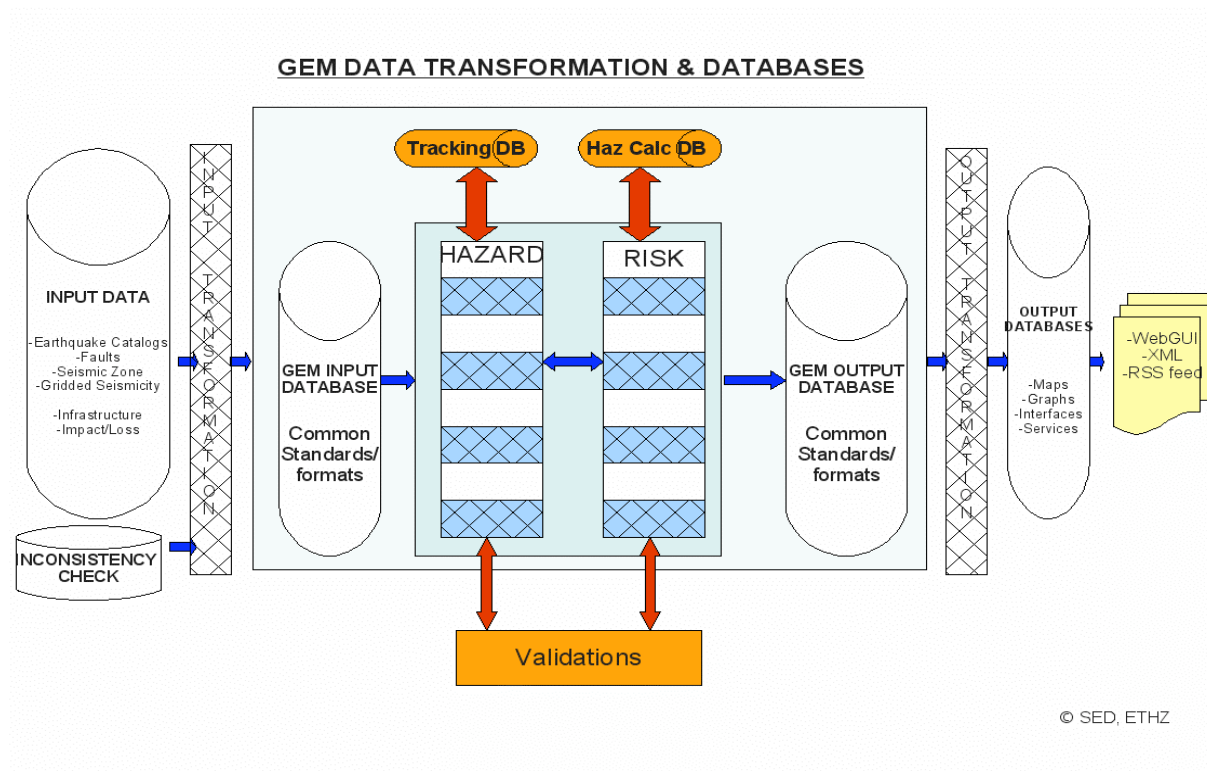 GEM DATA TRANSFORMATION & DATABASES
Tracking DB
Haz Calc DB
INPUT TRANSFORMATION
OUTPUT TRANSFORMATION
INPUT DATA
-Earthquake Catalogs
-Faults
-Seismic Zone
-Gridded Seismicity
-Infrastructure
-Impact/Loss
INCONSISTENCY
CHECK
GEM INPUT
DATABASE
Common
Standards/
formats
HAZARD
RISK
GEM OUTPUT
DATABASE
Common
Standards/
formats
OUTPUT
DATABASES
-Maps
-Graphs
-Interfaces
-Services
-WebGUI
-XML
-RSS feed
Validations
© SED, ETHZ